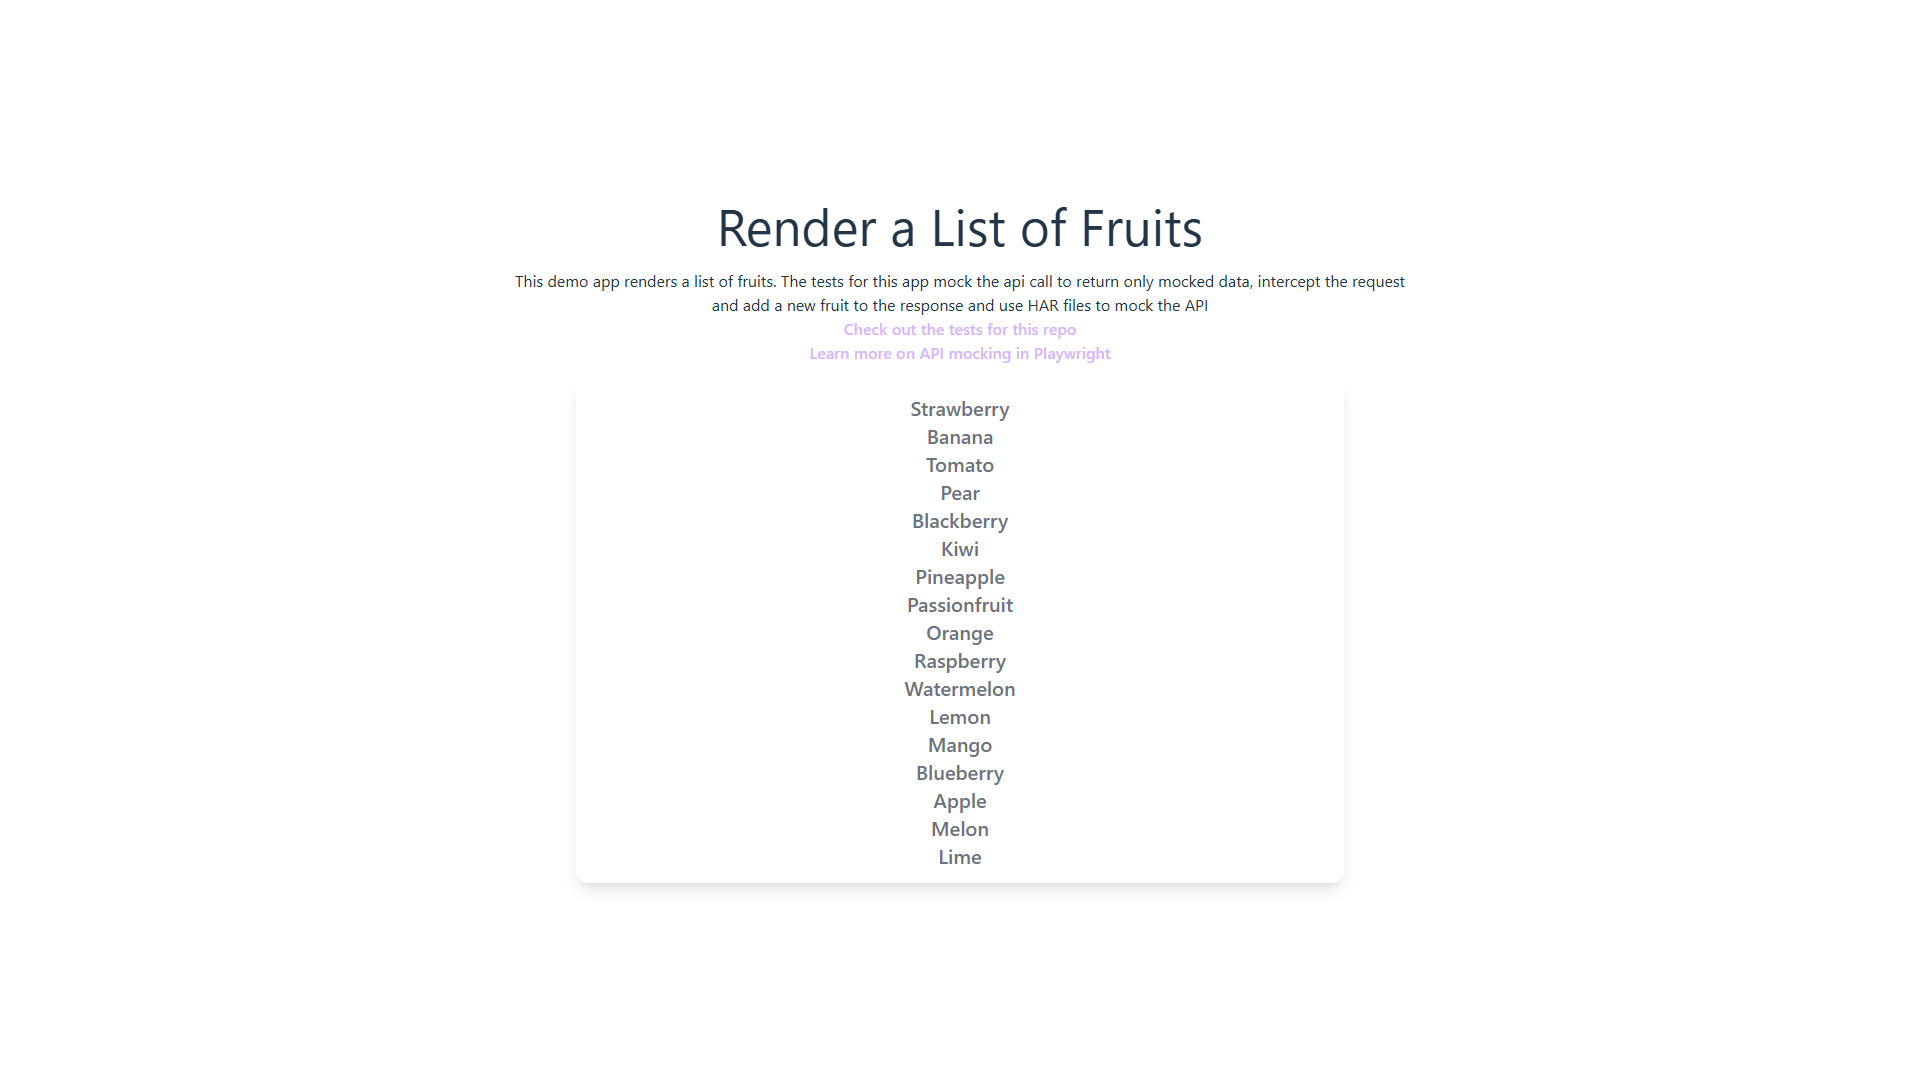 Render a List of Fruits
This demo app renders a list of fruits. The tests for this app mock the api call to return only mocked data, intercept the request
and add a new fruit to the response and use HAR files to mock the API
Check out the tests for this repo
Learn more on API mocking in Playwright
Strawberry
Banana
Tomato
Pear
Blackberry
Kiwi
Pineapple
Passionfruit
Orange
Raspberry
Watermelon
Lemon
Mango
Blueberry
Apple
Melon
Lime